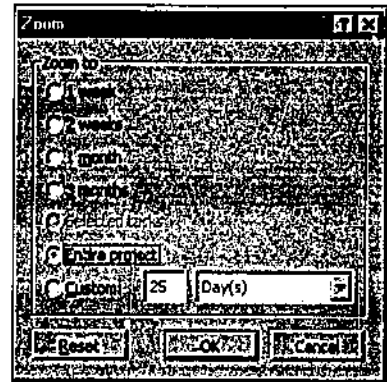 Zoom
Zoom to
1 week
2 weeks
1 month
3 months
Selected task
Entire project
Custom 25 Day(s)
Reset OK Cancel